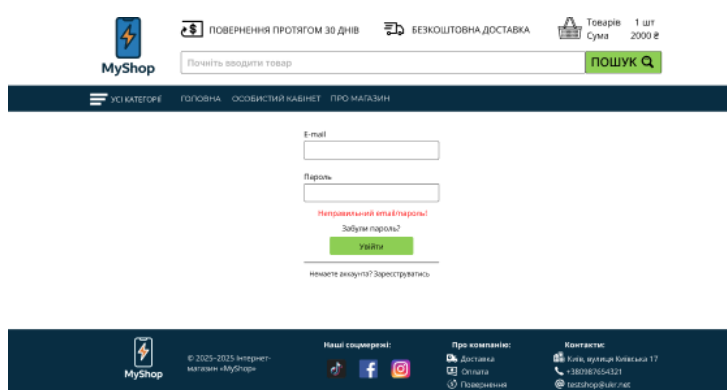 ПОВЕРНЕННЯ ПРОТЯГОМ 30 ДНІВ
БЕЗКОШТОВНА ДОСТАВКА
Товарів 1 шт
Сума 2000 ₴
MyShop
Почніть вводити товар
ПОШУК
УСІ КАТЕГОРІЇ
ГОЛОВНА ОСОБИСТИЙ КАБІНЕТ ПРО МАГАЗИН
E-mail
Пароль
Неправильний email/пароль!
Забули пароль?
Увійти
Немаєте аккаунта? Зареєструватись
Наші соцмережі:
Про компанію:
Контакти:
© 2025-2025 Інтернет-
магазин «MyShop»
Доставка
Оплата
Повернення
Київ, вулиця Київська 17
+380987654321
testshop@ukr.net
MyShop